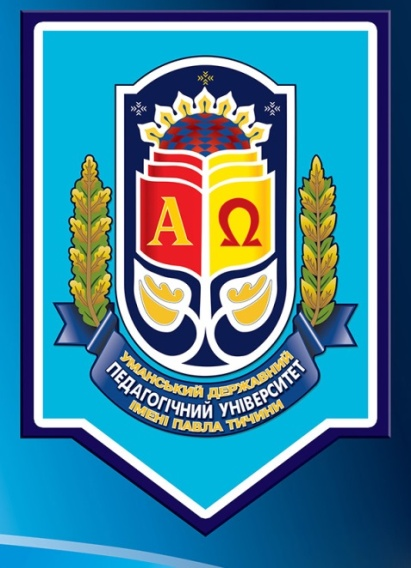 Α Ω
УМАНСЬКИЙ ДЕРЖАВНИЙ
ПЕДАГОГІЧНИЙ УНІВЕРСИТЕТ
ІМЕНІ ПАВЛА ТИЧИНИ